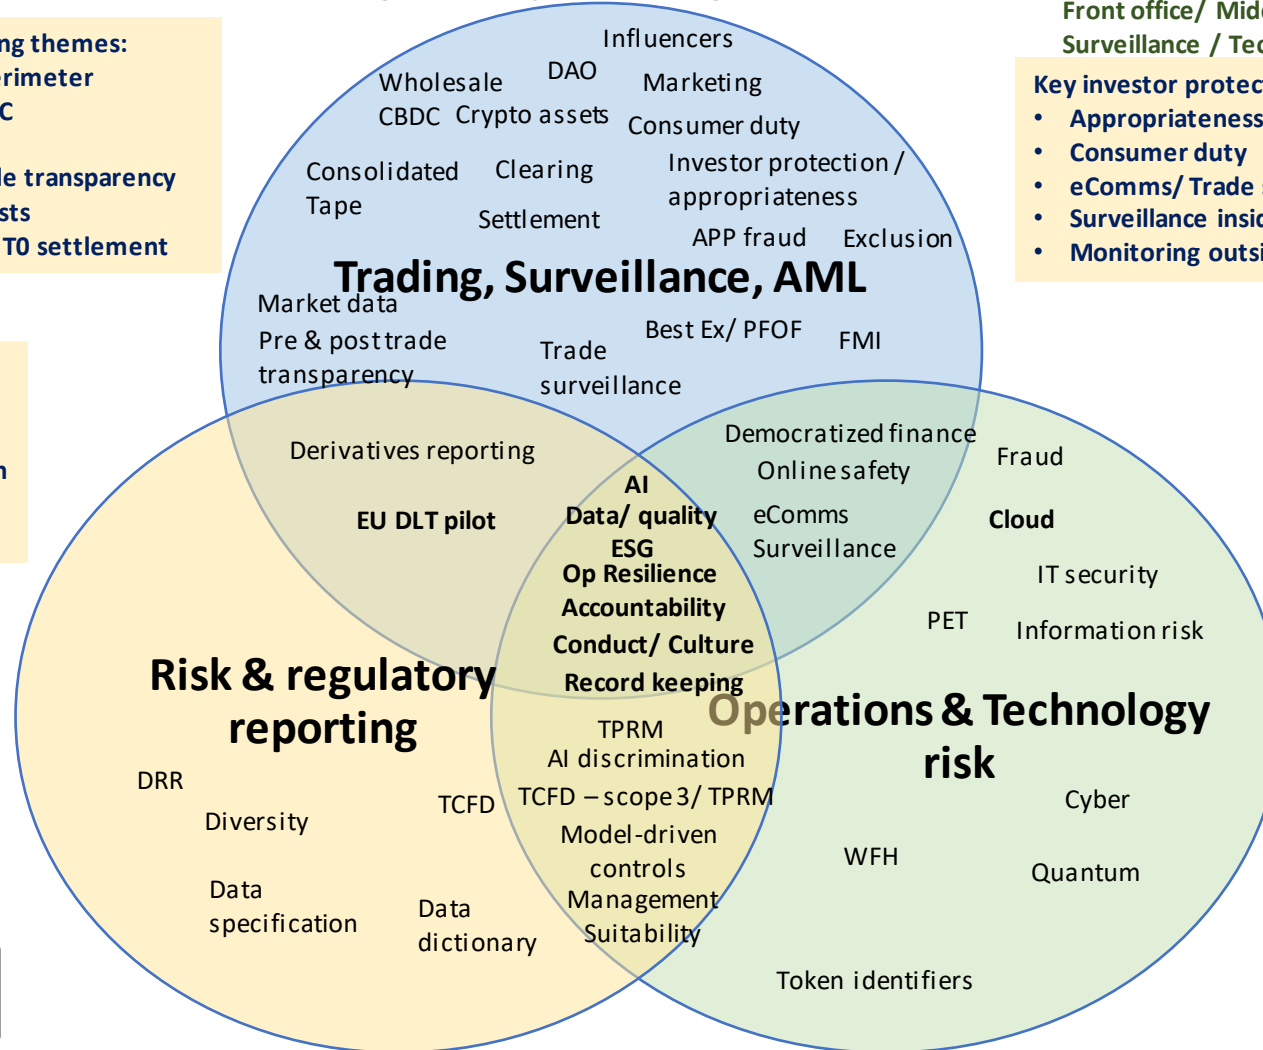 Front office/
Surveillance /
ng themes:
erimeter
C
le transparency
sts
T0 settlement
Key investor
• Appropriateness
• Consumer duty
• eComms/ Trade
• Surveillance
• Monitoring
Influencers
Wholesale
CBDC
DAO
Crypto assets
Marketing
Consumer duty
Consolidated
Tape
Clearing
Settlement
Investor protection /
appropriateness
APP fraud
Exclusion
Trading, Surveillance, AML
Market data
Pre & post trade
transparency
Trade
surveillance
Best Ex/ PFOF
FMI
n
Derivatives reporting
EU DLT pilot
Democratized finance
Online safety
eComms
Surveillance
AI
Data/ quality
ESG
Op Resilience
Accountability
Conduct/ Culture
Record keeping
Fraud
Cloud
IT security
PET
Information risk
Risk & regulatory
reporting
Operations & Technology
risk
TPRM
AI discrimination
TCFD – scope 3/ TPRM
Model-driven
controls
Management
Suitability
DRR
Diversity
TCFD
Data
specification
Data
dictionary
Cyber
WFH
Quantum
Token identifiers